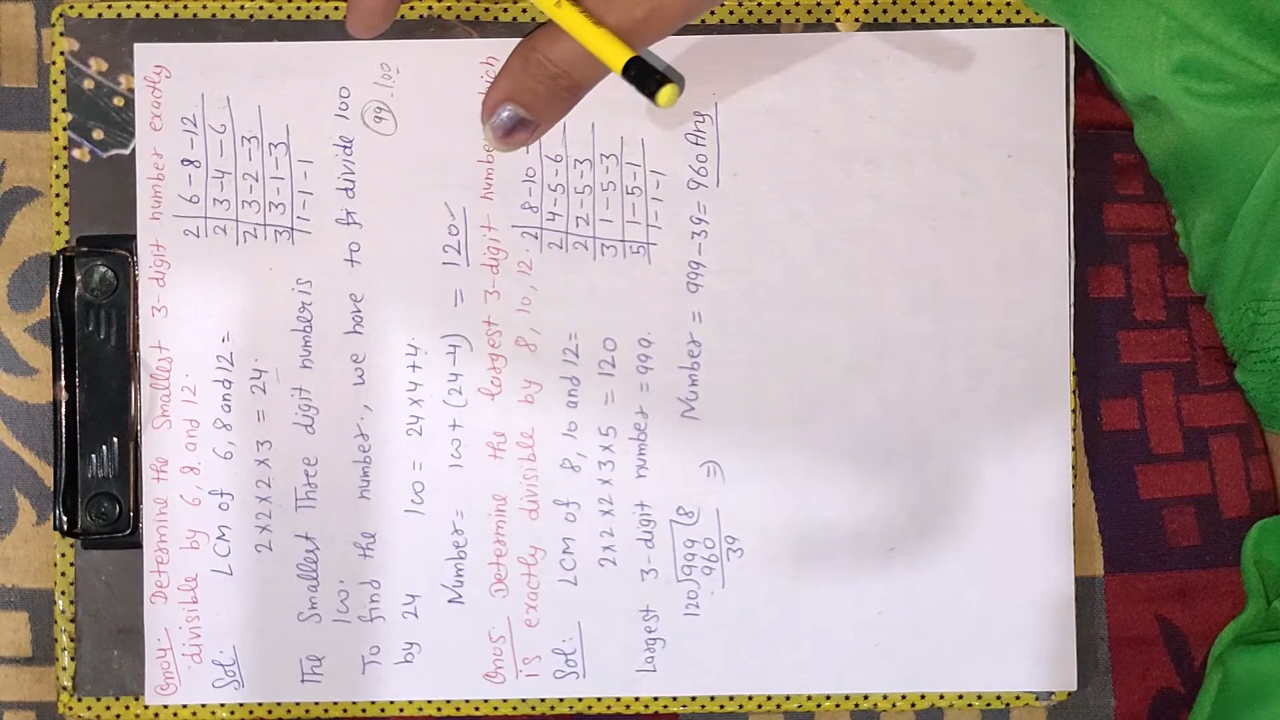 Qno4. Determine the Smallest 3-digit number exactly
divisible by 6, 8 and 12.
Sol. LCM of 6, 8 and 12 =
2 x 2 x 2 x 3 = 24.
2 | 6 - 8 - 12
2 | 3 - 4 - 6
2 | 3 - 2 - 3
3 | 3 - 1 - 3
1 - 1 - 1
The Smallest Three digit number is
100.
To find the number, we have to divide 100
by 24
99 - 100
100 = 24 x 4 + 4.
Number = 100 + (24 - 4) = 120
Qno5. Determine the largest 3-digit number
is exactly divisible by 8, 10, 12.
Sol: LCM of 8, 10 and 12 =
2 x 2 x 2 x 3 x 5 = 120
2 | 8 - 10 -
2 | 4 - 5 - 6
2 | 2 - 5 - 3
3 | 1 - 5 - 3
5 | 1 - 5 - 1
1 - 1 - 1
Largest 3-digit number = 999.
120)999(8
960
39
=) Number = 999 - 39 = 960 Ans